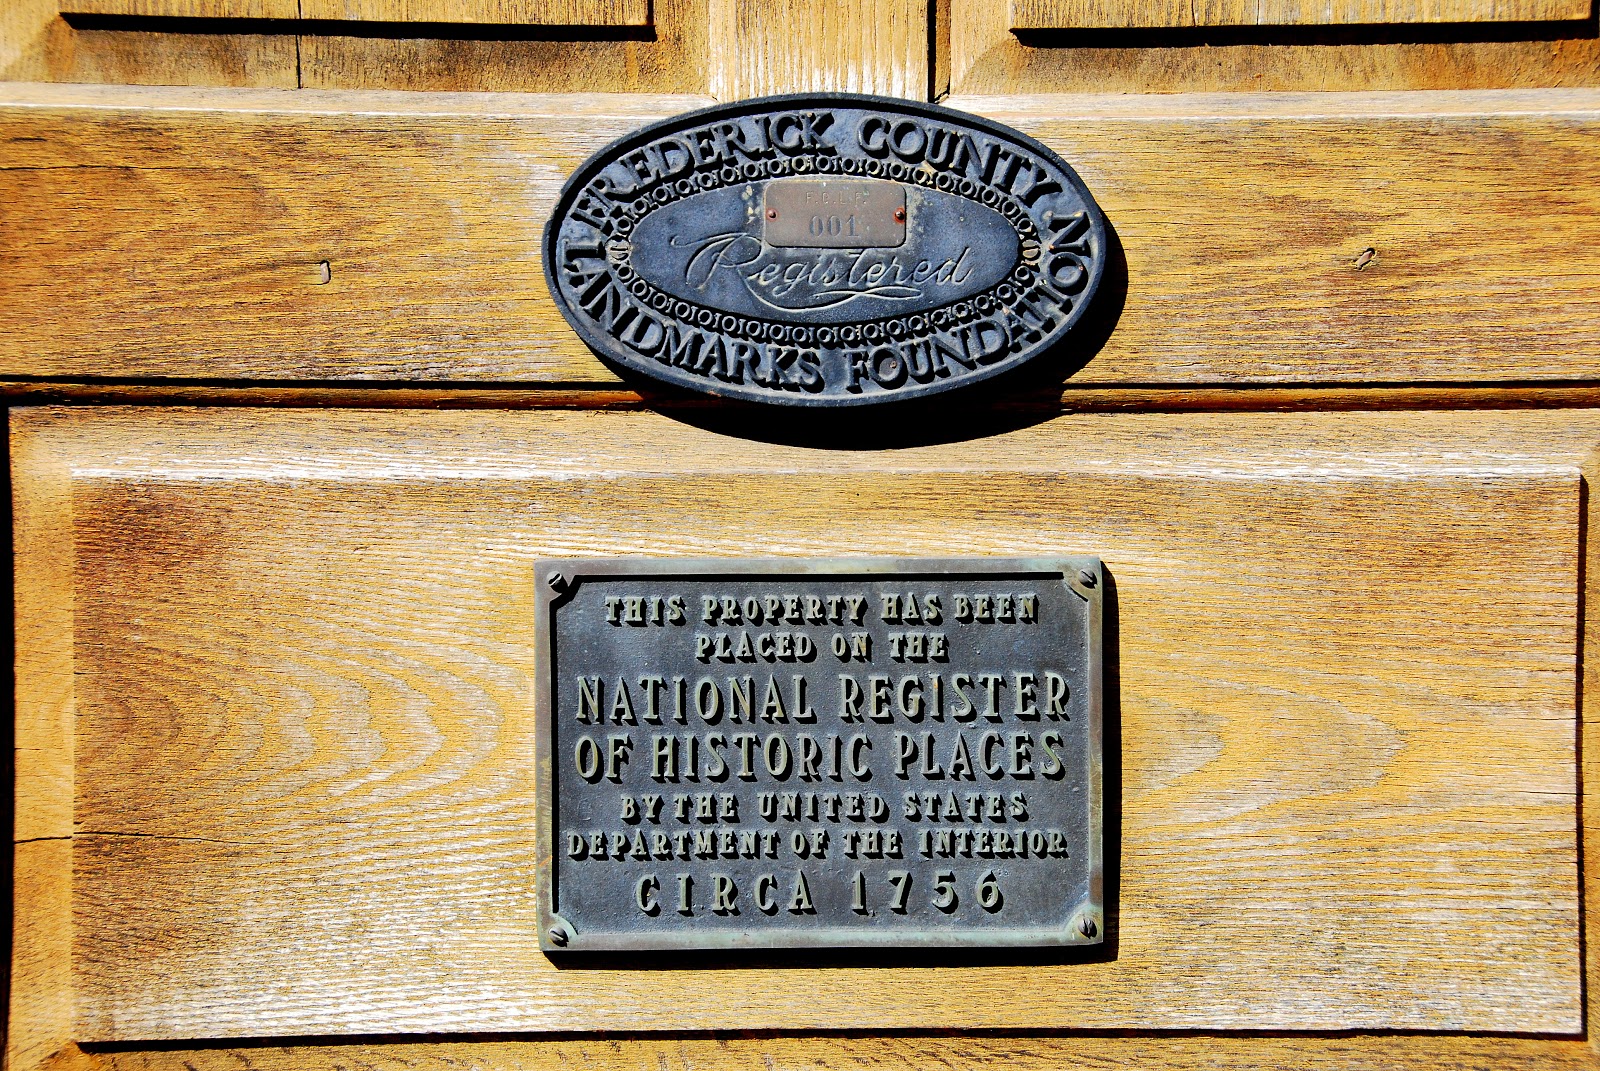 FREDERICK COUNTY
F.C.L.F.
001
Registered
LANDMARKS FOUNDATION
THIS PROPERTY HAS BEEN
PLACED ON THE
NATIONAL REGISTER
OF HISTORIC PLACES
BY THE UNITED STATES
DEPARTMENT OF THE INTERIOR
CIRCA 1756